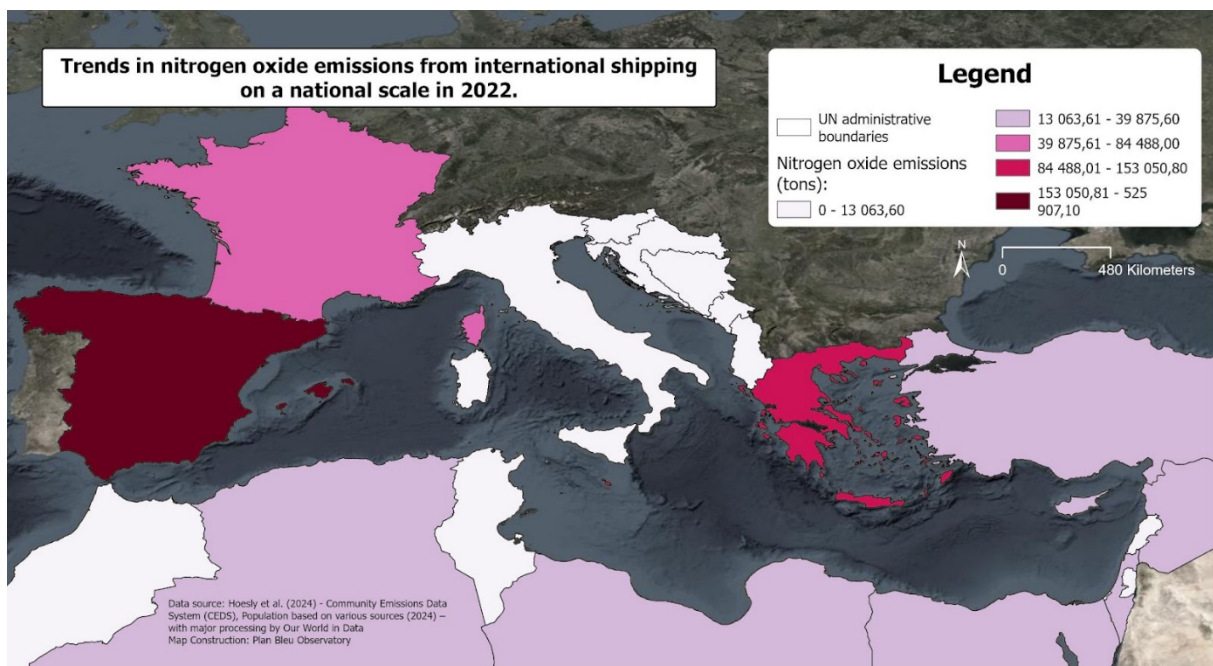 Trends in nitrogen oxide emissions from international shipping
on a national scale in 2022.
Legend
UN administrative
boundaries
Nitrogen oxide emissions
(tons):
0 - 13 063,60
13 063,61 - 39 875,60
39 875,61 - 84 488,00
84 488,01 - 153 050,80
153 050,81 - 525
907,10
N
0 480 Kilometers
Data source: Hoesly et al. (2024) - Community Emissions Data
System (CEDS), Population based on various sources (2024) –
with major processing by Our World in Data
Map Construction: Plan Bleu Observatory